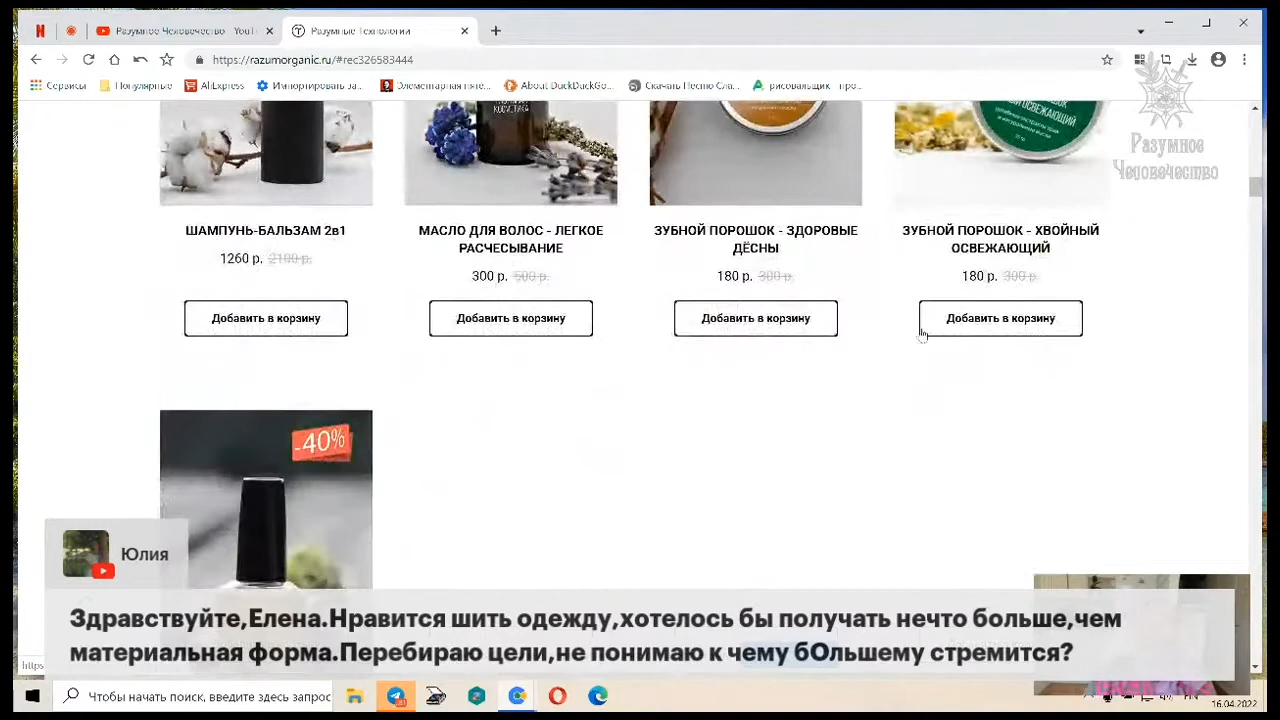 Разумное Человечество - YouT
Разумные Технологии
https://razumorganic.ru/#rec326583444
Сервисы
Популярные
AliExpress
Импортировать за...
Элементарная пяте...
About DuckDuckGo...
Скачать Песню Сла...
рисовальщик - про...
Разумное
Человечество
ОСВЕЖАЮЩИЙ
ШАМПУНЬ-БАЛЬЗАМ 2в1
1260 р. 2100 р.
Добавить в корзину
МАСЛО ДЛЯ ВОЛОС - ЛЕГКОЕ
РАСЧЕСЫВАНИЕ
300 р. 500 р.
Добавить в корзину
ЗУБНОЙ ПОРОШОК - ЗДОРОВЫЕ
ДЁСНЫ
180 р. 300 р.
Добавить в корзину
ЗУБНОЙ ПОРОШОК - ХВОЙНЫЙ
ОСВЕЖАЮЩИЙ
180 р. 300 р.
Добавить в корзину
-40%
Юлия
Здравствуйте,Елена.Нравится шить одежду,хотелось бы получать нечто больше,чем
материальная форма.Перебираю цели,не понимаю к чему бОльшему стремится?
https
Чтобы начать поиск, введите здесь запрос
16.04.2022